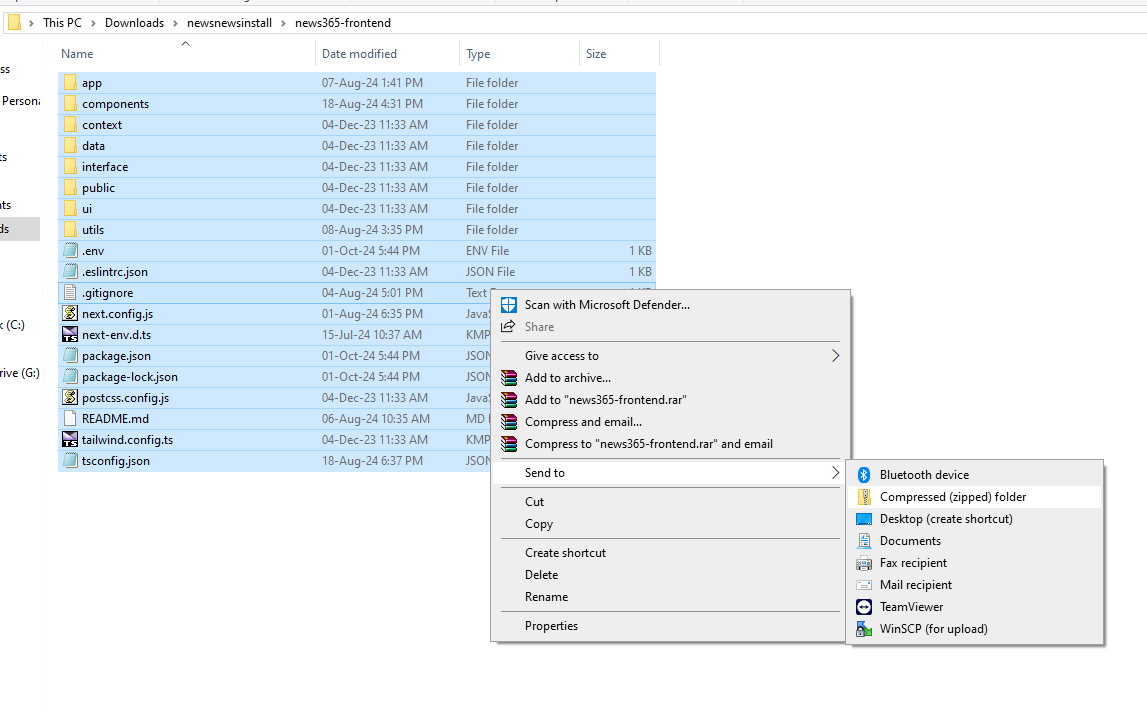 This PC > Downloads > newsnewsinstall > news365-frontend
Name Date modified Type Size
app 07-Aug-24 1:41 PM File folder
components 18-Aug-24 4:31 PM File folder
context 04-Dec-23 11:33 AM File folder
data 04-Dec-23 11:33 AM File folder
interface 04-Dec-23 11:33 AM File folder
public 04-Dec-23 11:33 AM File folder
ui 04-Dec-23 11:33 AM File folder
utils 08-Aug-24 3:35 PM File folder
.env 01-Oct-24 5:44 PM ENV File 1 KB
.eslintrc.json 04-Dec-23 11:33 AM JSON File 1 KB
.gitignore 04-Aug-24 5:01 PM Text
next.config.js 01-Aug-24 6:35 PM JavaS
next-env.d.ts 15-Jul-24 10:37 AM KMP
package.json 01-Oct-24 5:44 PM JSON
package-lock.json 01-Oct-24 5:44 PM JSON
postcss.config.js 04-Dec-23 11:33 AM JavaS
README.md 06-Aug-24 10:35 AM MD
tailwind.config.ts 04-Dec-23 11:33 AM KMP
tsconfig.json 18-Aug-24 6:37 PM JSON
ss
Persona
ts
nts
ds
k (C:)
rive (G:)
Scan with Microsoft Defender...
Share
Give access to
Add to archive...
Add to "news365-frontend.rar"
Compress and email...
Compress to "news365-frontend.rar" and email
Send to
Cut
Copy
Create shortcut
Delete
Rename
Properties
Bluetooth device
Compressed (zipped) folder
Desktop (create shortcut)
Documents
Fax recipient
Mail recipient
TeamViewer
WinSCP (for upload)